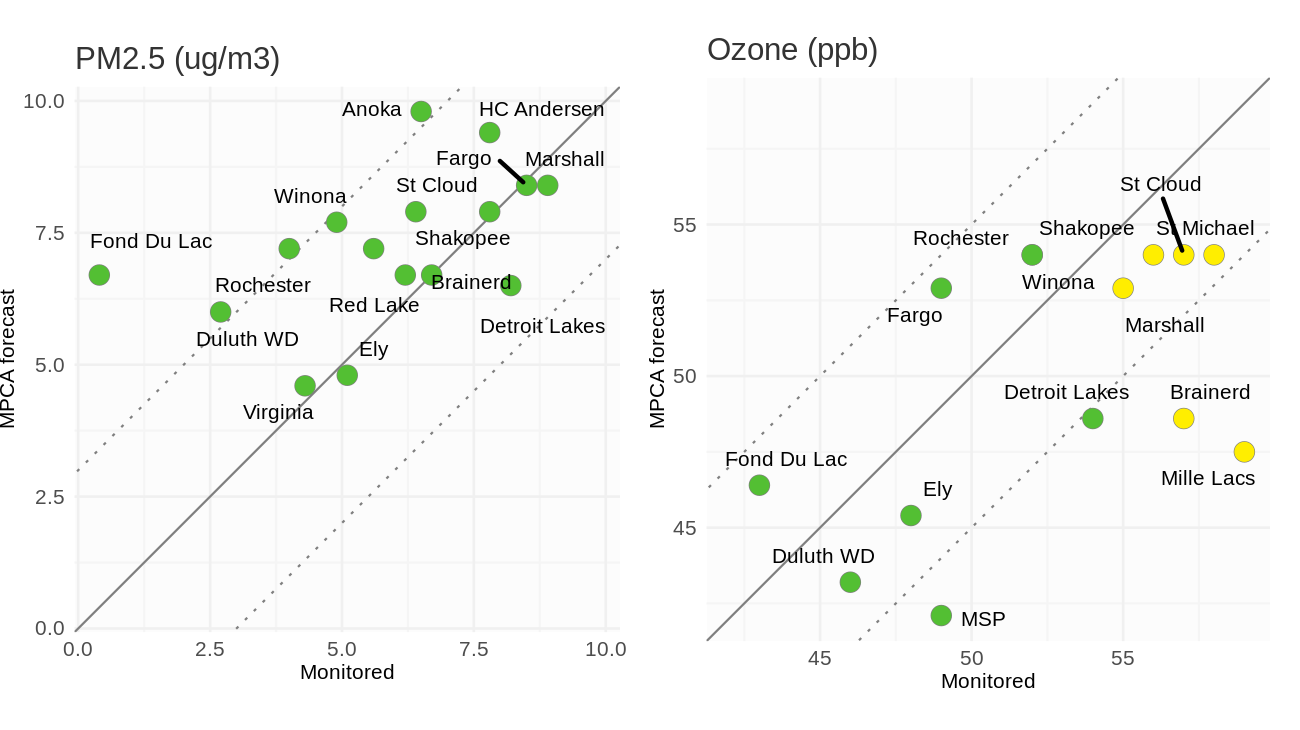 PM2.5 (ug/m3)
MPCA forecast
10.0
7.5
5.0
2.5
0.0
Anoka
HC Andersen
Fargo
Marshall
Winona
St Cloud
Fond Du Lac
Shakopee
Rochester
Brainerd
Red Lake
Detroit Lakes
Duluth WD
Ely
Virginia
0.0
2.5
5.0
7.5
10.0
Monitored
Ozone (ppb)
MPCA forecast
55
50
45
St Cloud
Rochester
Shakopee
St Michael
Winona
Fargo
Marshall
Detroit Lakes
Brainerd
Fond Du Lac
Mille Lacs
Ely
Duluth WD
MSP
45
50
55
Monitored